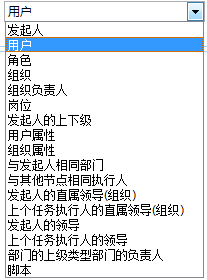 用户
发起人
用户
角色
组织
组织负责人
岗位
发起人的上下级
用户属性
组织属性
与发起人相同部门
与其他节点相同执行人
发起人的直属领导(组织)
上个任务执行人的直属领导(组织)
发起人的领导
上个任务执行人的领导
部门的上级类型部门的负责人
脚本